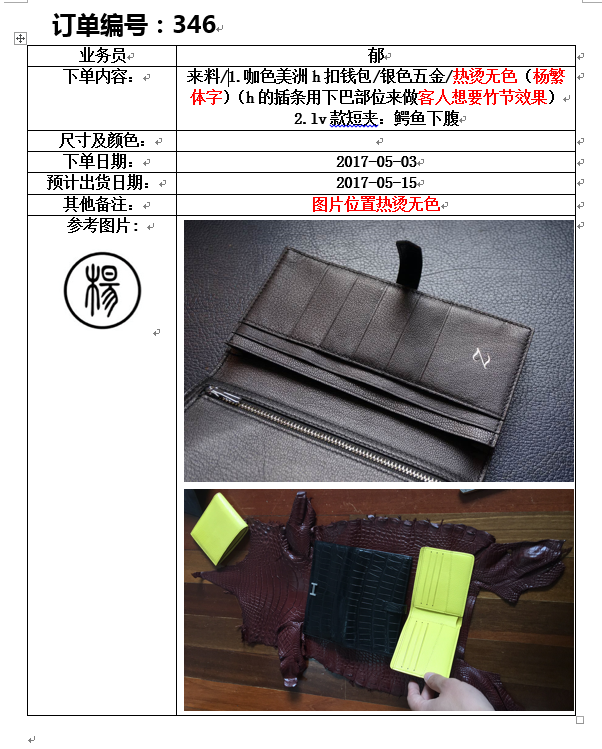 订单编号：346
业务员
郁
下单内容：
来料/1.咖色美洲 h 扣钱包/银色五金/热烫无色（杨繁
体字）（h 的插条用下巴部位来做客人想要竹节效果）
2.lv 款短夹：鳄鱼下腹
尺寸及颜色：
下单日期：
2017-05-03
预计出货日期：
2017-05-15
其他备注：
图片位置热烫无色
参考图片：
楊